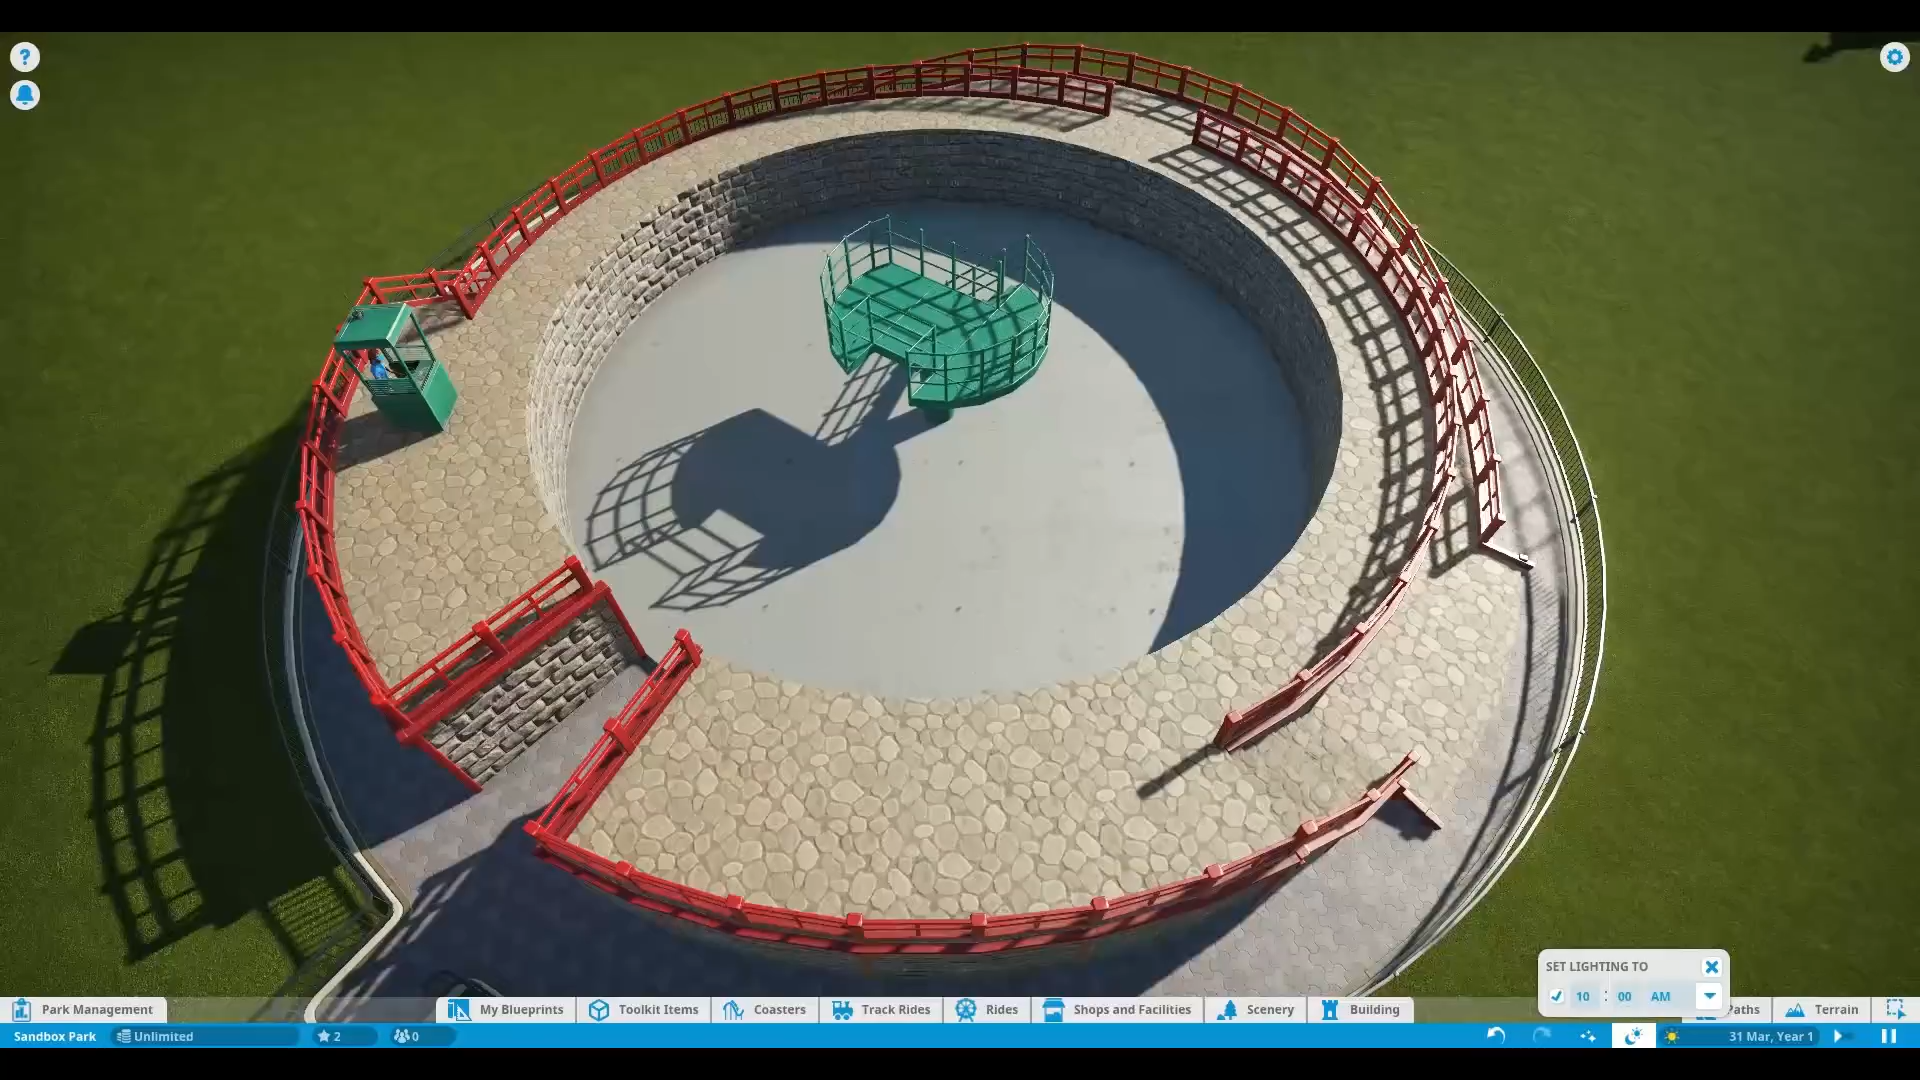 ?
SET LIGHTING TO
10 : 00 AM
Park Management
My Blueprints
Toolkit Items
Coasters
Track Rides
Rides
Shops and Facilities
Scenery
Building
Paths
Terrain
Sandbox Park
Unlimited
2
0
31 Mar, Year 1